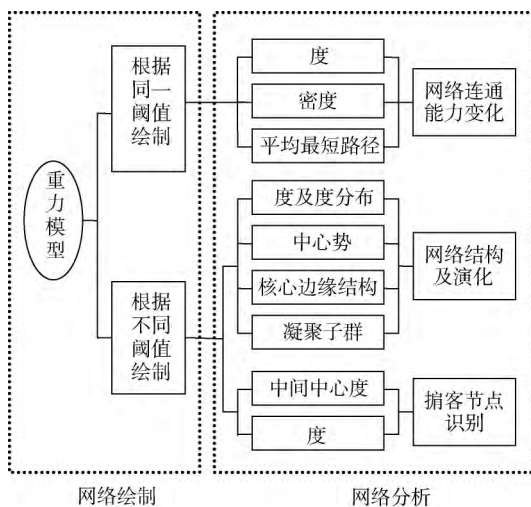 重
力
模
型
根据
同一
阈值
绘制
根据
不同
阈值
绘制
度
密度
平均最短路径
网络连通
能力变化
度及度分布
中心势
核心边缘结构
凝聚子群
网络结构
及演化
中间中心度
度
掮客节点
识别
网络绘制
网络分析